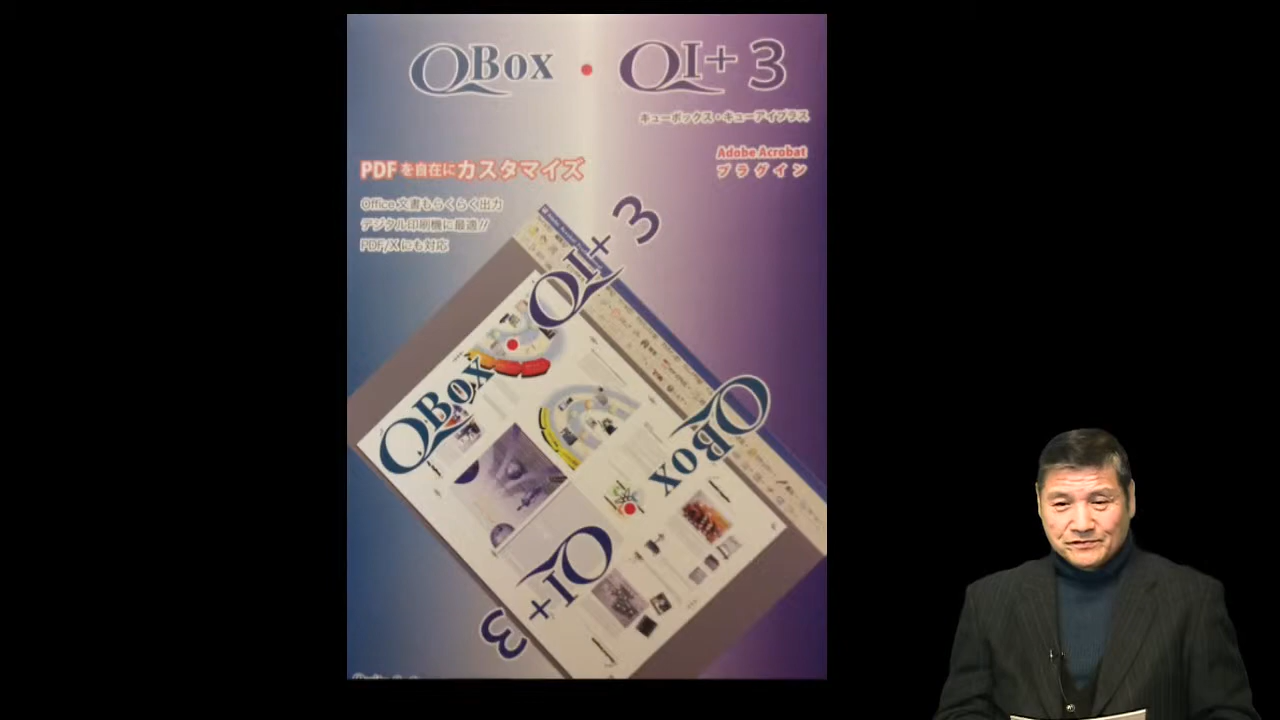 QBox • QI+3
キューボックス・キューアイプラス
Adobe Acrobat
プラグイン
PDFを自在にカスタマイズ
Office文書もらくらく出力
デジタル印刷機に最適!!
PDF/Xにも対応
QBox • QI+3
QBox • QI+3